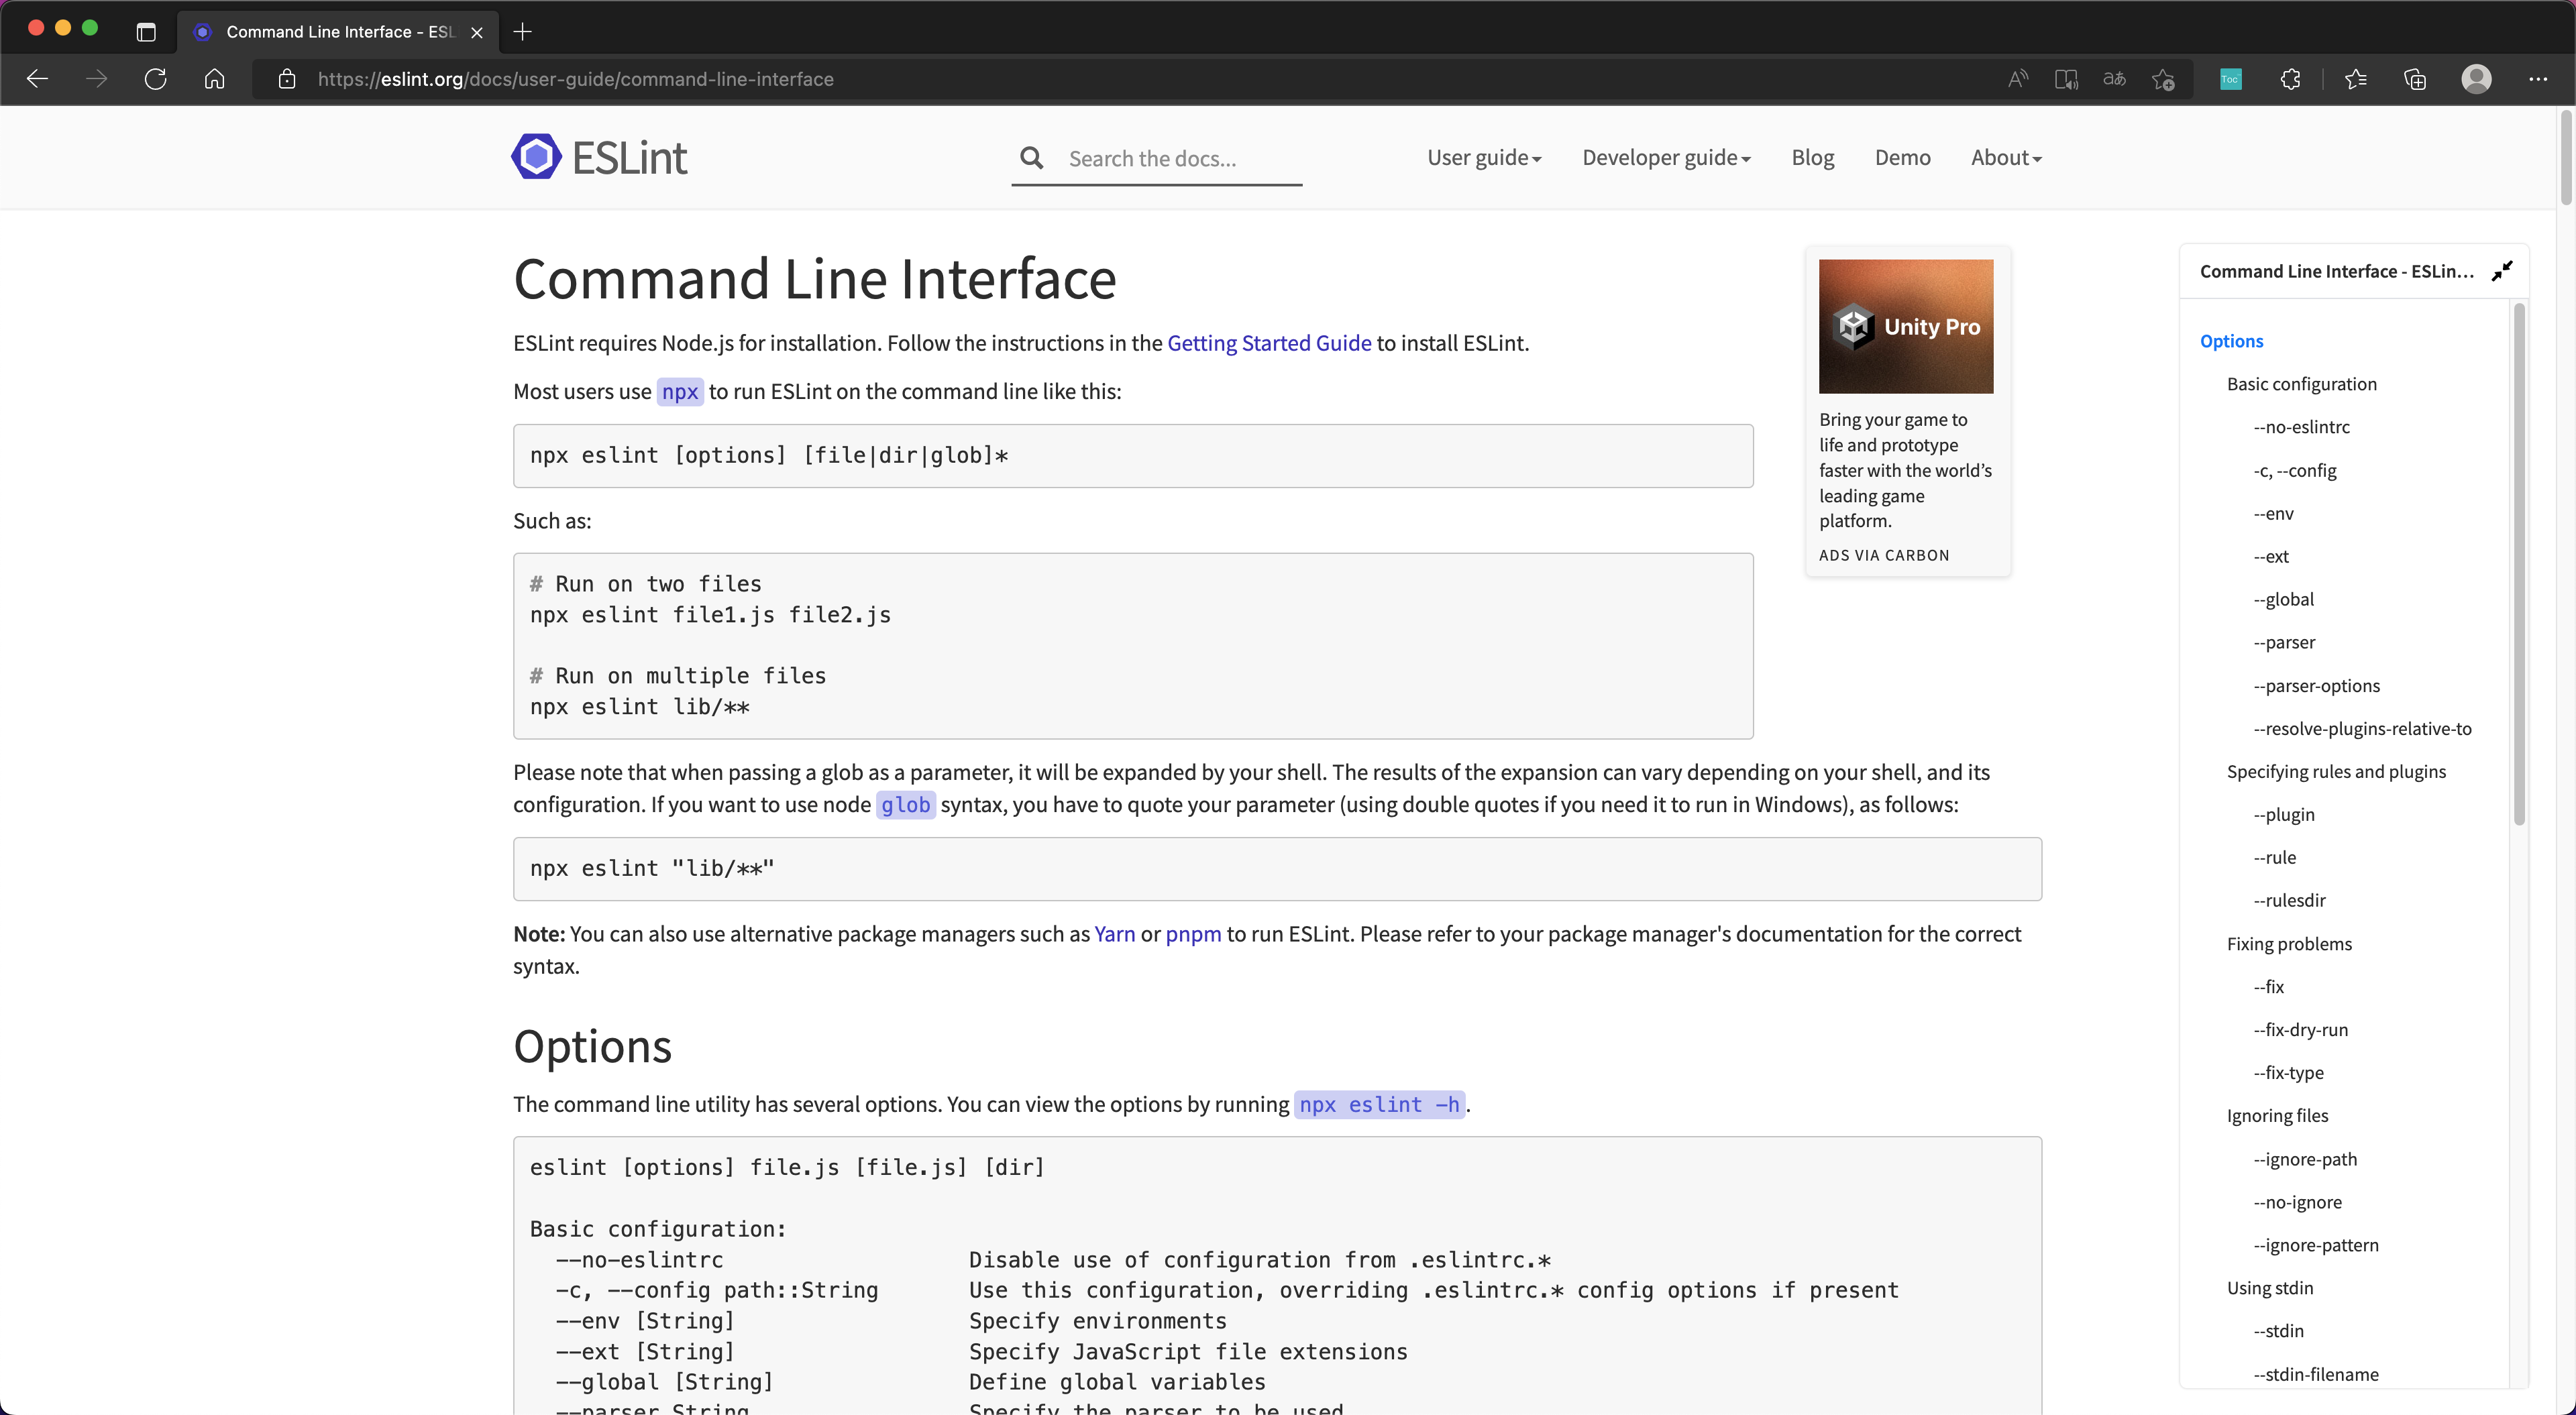 Command Line Interface - ESL
https://eslint.org/docs/user-guide/command-line-interface
Toc
ESLint
Search the docs...
User guide
Developer guide
Blog
Demo
About
Command Line Interface
ESLint requires Node.js for installation. Follow the instructions in the Getting Started Guide to install ESLint.
Most users use npx to run ESLint on the command line like this:
npx eslint [options] [file|dir|glob]*
Such as:
# Run on two files
npx eslint file1.js file2.js
# Run on multiple files
npx eslint lib/**
Please note that when passing a glob as a parameter, it will be expanded by your shell. The results of the expansion can vary depending on your shell, and its
configuration. If you want to use node glob syntax, you have to quote your parameter (using double quotes if you need it to run in Windows), as follows:
npx eslint "lib/**"
Note: You can also use alternative package managers such as Yarn or pnpm to run ESLint. Please refer to your package manager's documentation for the correct
syntax.
Options
The command line utility has several options. You can view the options by running npx eslint -h.
eslint [options] file.js [file.js] [dir]
Basic configuration:
--no-eslintrc Disable use of configuration from .eslintrc.*
-c, --config path::String Use this configuration, overriding .eslintrc.* config options if present
--env [String] Specify environments
--ext [String] Specify JavaScript file extensions
--global [String] Define global variables
--parser String Specify the parser to be used
Unity Pro
Bring your game to
life and prototype
faster with the world’s
leading game
platform.
ADS VIA CARBON
Command Line Interface - ESLin...
Options
Basic configuration
--no-eslintrc
-c, --config
--env
--ext
--global
--parser
--parser-options
--resolve-plugins-relative-to
Specifying rules and plugins
--plugin
--rule
--rulesdir
Fixing problems
--fix
--fix-dry-run
--fix-type
Ignoring files
--ignore-path
--no-ignore
--ignore-pattern
Using stdin
--stdin
--stdin-filename